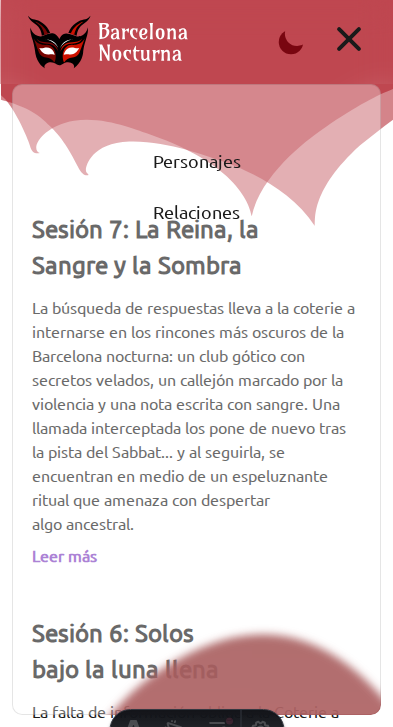 Barcelona
Nocturna
Personajes
Relaciones
Sesión 7: La Reina, la
Sangre y la Sombra
La búsqueda de respuestas lleva a la coterie a
internarse en los rincones más oscuros de la
Barcelona nocturna: un club gótico con
secretos velados, un callejón marcado por la
violencia y una nota escrita con sangre. Una
llamada interceptada los pone de nuevo tras
la pista del Sabbat... y al seguirla, se
encuentran en medio de un espeluznante
ritual que amenaza con despertar
algo ancestral.
Leer más
Sesión 6: Solos
bajo la luna llena
La falta de Coterie a